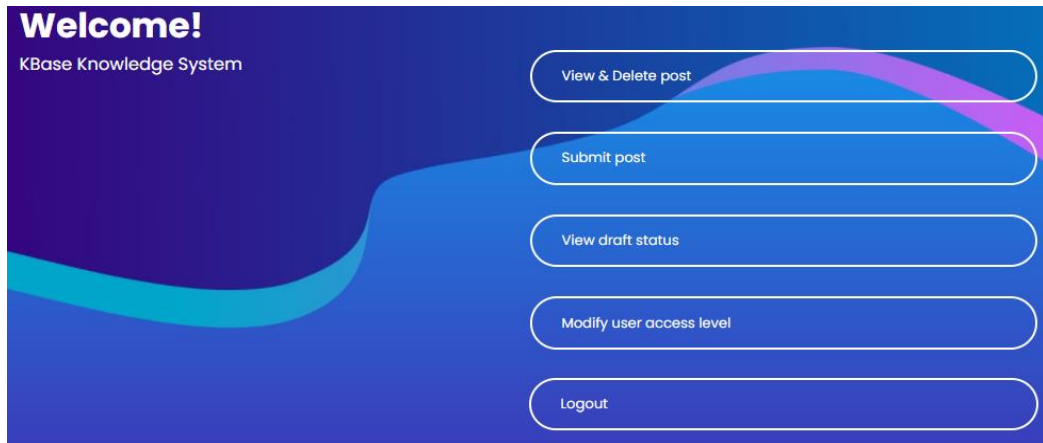 Welcome!
KBase Knowledge System
View & Delete post
Submit post
View draft status
Modify user access level
Logout